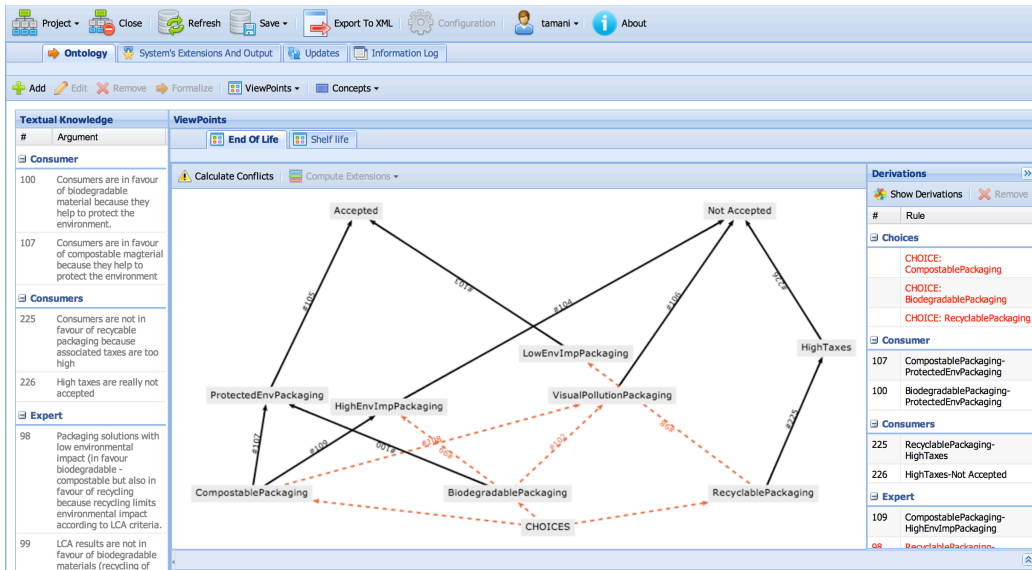 Project Close Refresh Save Export To XML Configuration tamani About
Ontology System's Extensions And Output Updates Information Log
Add Edit Remove Formalize ViewPoints Concepts
Textual Knowledge
# Argument
Consumer
100 Consumers are in favour
of biodegradable
material because they
help to protect the
environment.
107 Consumers are in favour
of compostable magterial
because they help to
protect the environment
Consumers
225 Consumers are not in
favour of recycable
packaging because
associated taxes are too
high
226 High taxes are really not
accepted
Expert
98 Packaging solutions with
low environmental
impact (in favour
biodegradable -
compostable but also in
favour of recycling
because recycling limits
environmental impact
according to LCA criteria.
99 LCA results are not in
favour of biodegradable
materials (recycling of
ViewPoints
End Of Life Shelf life
Calculate Conflicts Compute Extensions
Accepted Not Accepted
#105 #103 #104 #106 #226
LowEnvImpPackaging HighTaxes
ProtectedEnvPackaging HighEnvImpPackaging VisualPollutionPackaging
#107 #109 #100 #108 #99 #102 #98 #225
CompostablePackaging BiodegradablePackaging RecyclablePackaging
CHOICES
Derivations
Show Derivations Remove
# Rule
Choices
CHOICE:
CompostablePackaging
CHOICE:
BiodegradablePackaging
CHOICE: RecyclablePackaging
Consumer
107 CompostablePackaging-
ProtectedEnvPackaging
100 BiodegradablePackaging-
ProtectedEnvPackaging
Consumers
225 RecyclablePackaging-
HighTaxes
226 HighTaxes-Not Accepted
Expert
109 CompostablePackaging-
HighEnvImpPackaging
98 RecyclablePackaging-